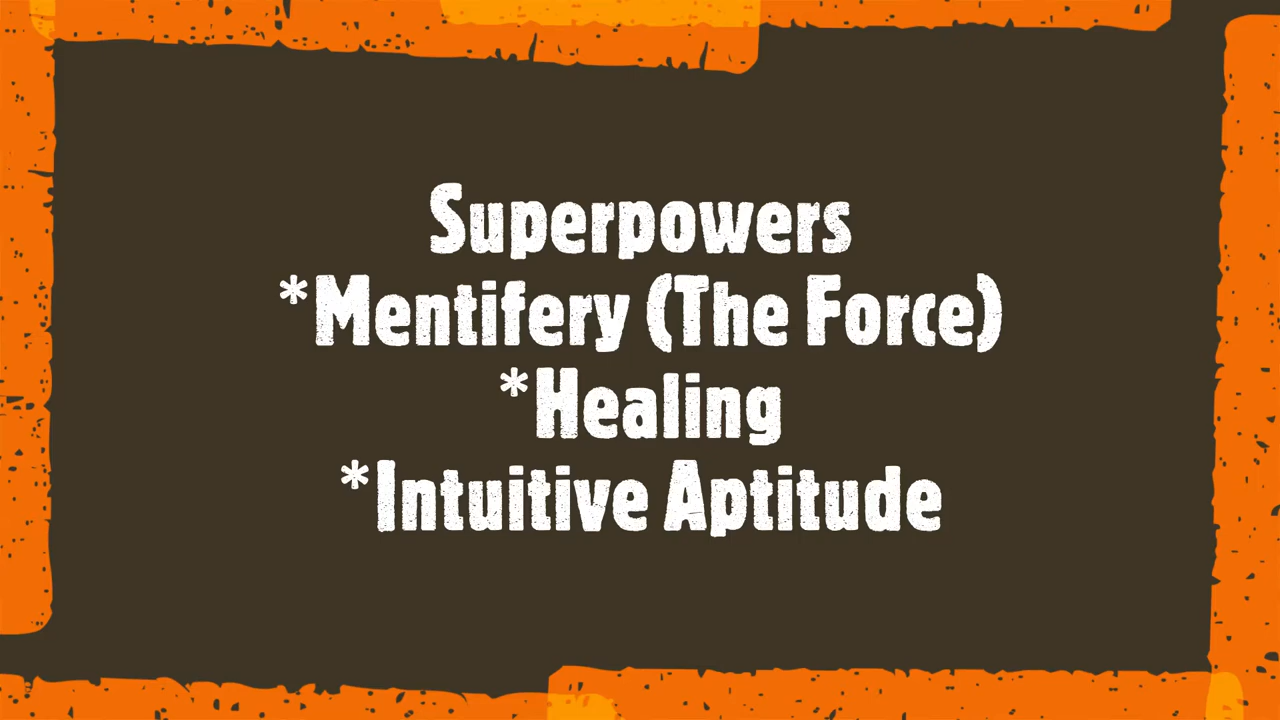 Superpowers
*Mentifery (The Force)
*Healing
*Intuitive Aptitude